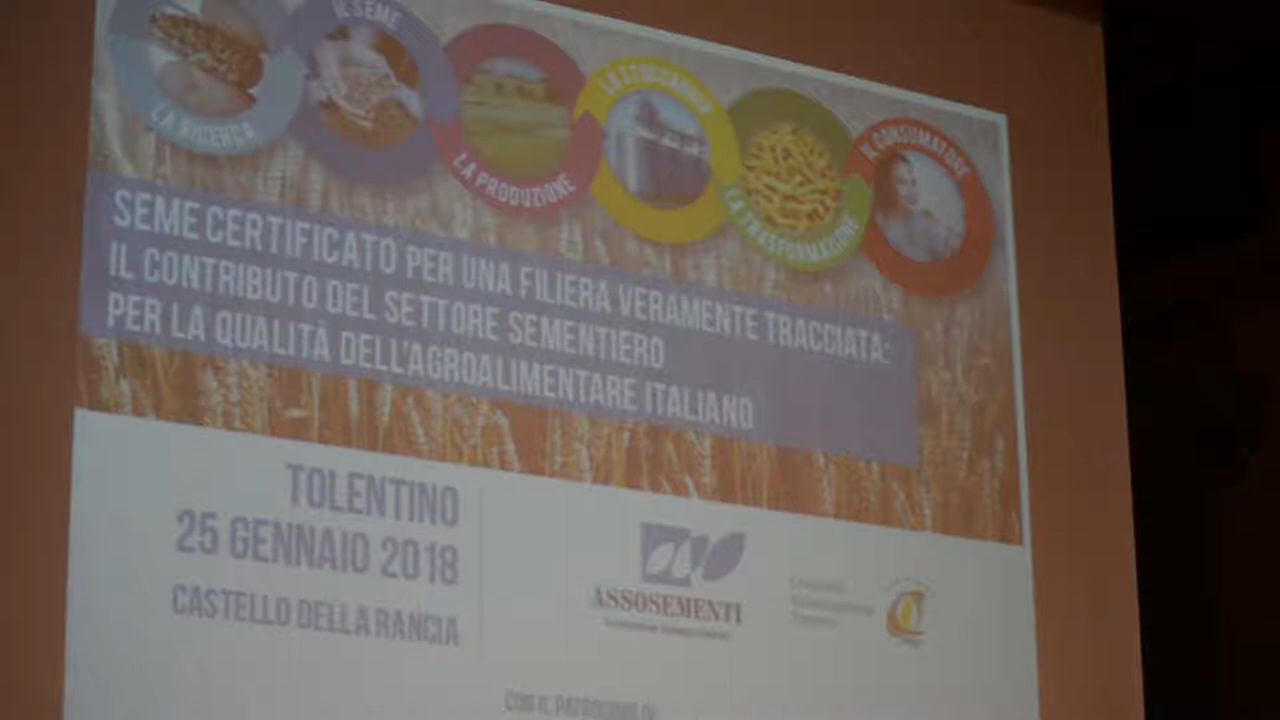 LA RICERCA
IL SEME
LA PRODUZIONE
LO STOCCAGGIO
LA TRASFORMAZIONE
IL CONSUMATORE
SEME CERTIFICATO PER UNA FILIERA VERAMENTE TRACCIATA:
IL CONTRIBUTO DEL SETTORE SEMENTIERO
PER LA QUALITÀ DELL'AGROALIMENTARE ITALIANO
TOLENTINO
25 GENNAIO 2018
CASTELLO DELLA RANCIA
ASSOSEMENTI
CON IL PATROCINIO DI